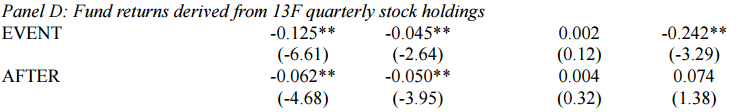 Panel D: Fund returns derived from 13F quarterly stock holdings
EVENT -0.125** -0.045** 0.002 -0.242**
(-6.61) (-2.64) (0.12) (-3.29)
AFTER -0.062** -0.050** 0.004 0.074
(-4.68) (-3.95) (0.32) (1.38)